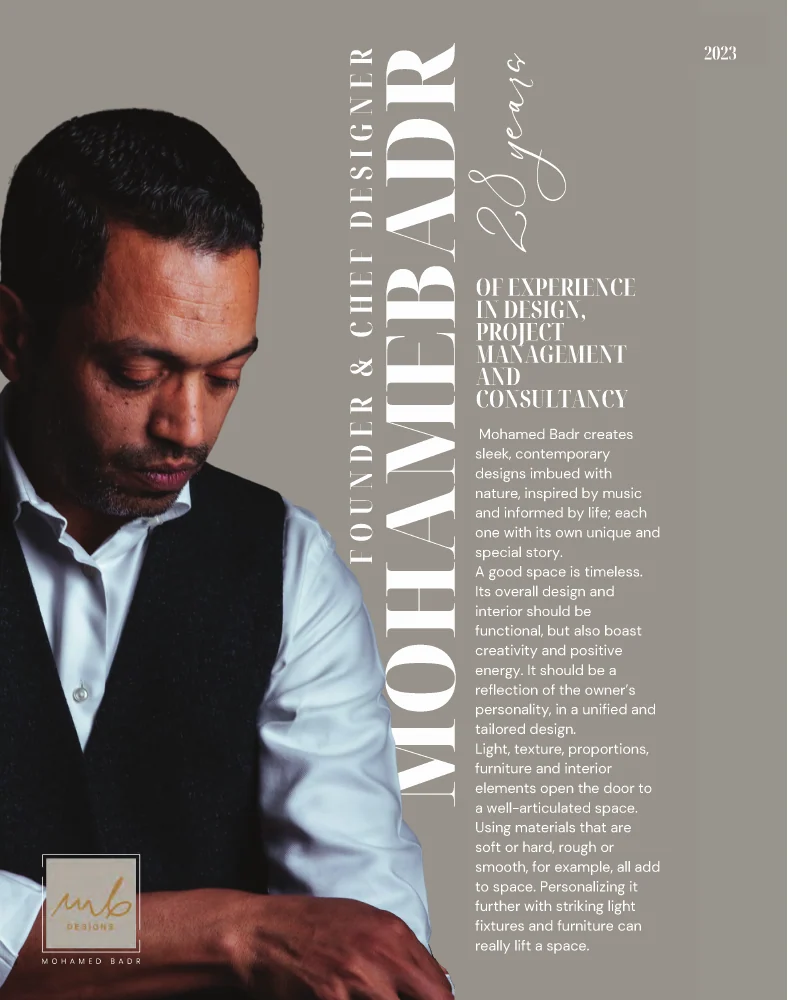 2023
FOUNDER & CHEF DESIGNER
MOHAMEBADR
28 years
OF EXPERIENCE
IN DESIGN,
PROJECT
MANAGEMENT
AND
CONSULTANCY
Mohamed Badr creates
sleek, contemporary
designs imbued with
nature, inspired by music
and informed by life; each
one with its own unique and
special story.
A good space is timeless.
Its overall design and
interior should be
functional, but also boast
creativity and positive
energy. It should be a
reflection of the owner's
personality, in a unified and
tailored design.
Light, texture, proportions,
furniture and interior
elements open the door to
a well-articulated space.
Using materials that are
soft or hard, rough or
smooth, for example, all add
to space. Personalizing it
further with striking light
fixtures and furniture can
really lift a space.
mb
DESIGNS
MOHAMED BADR